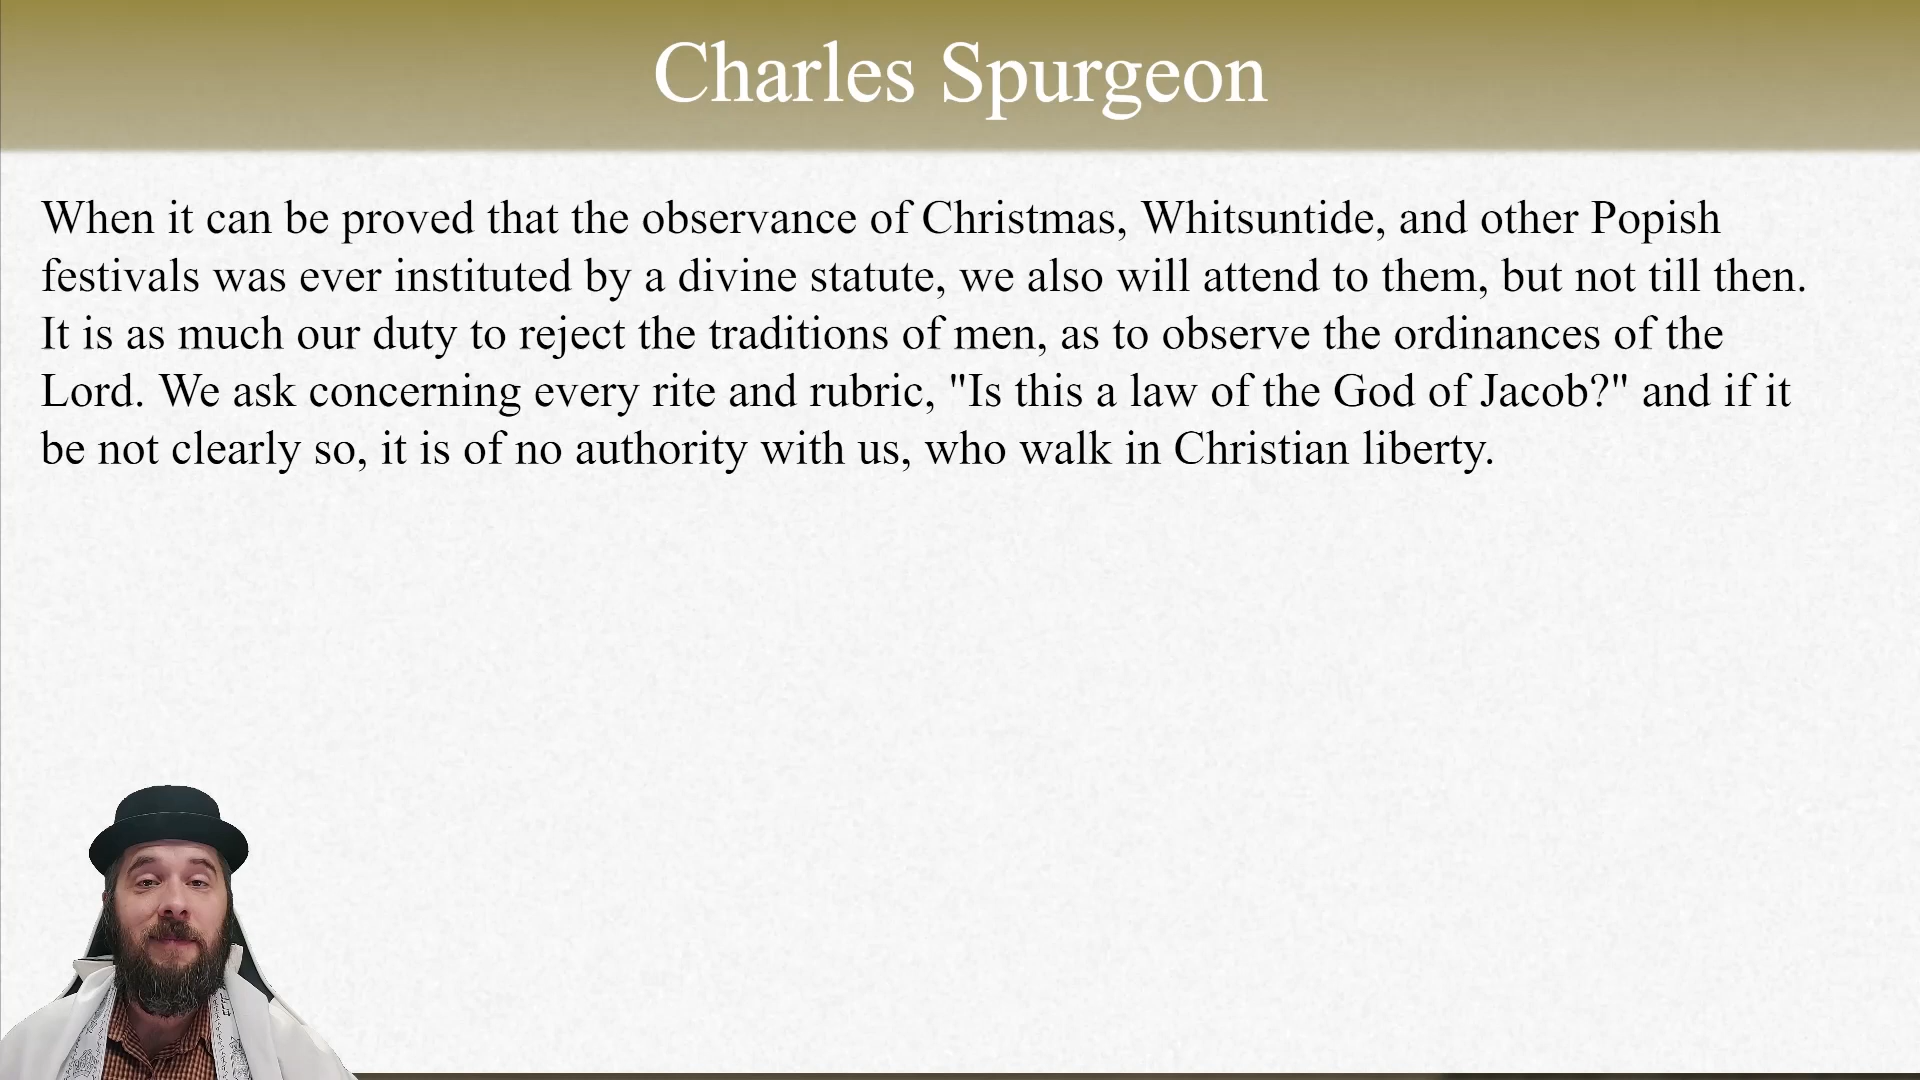 Charles Spurgeon
When it can be proved that the observance of Christmas, Whitsuntide, and other Popish
festivals was ever instituted by a divine statute, we also will attend to them, but not till then.
It is as much our duty to reject the traditions of men, as to observe the ordinances of the
Lord. We ask concerning every rite and rubric, "Is this a law of the God of Jacob?" and if it
be not clearly so, it is of no authority with us, who walk in Christian liberty.